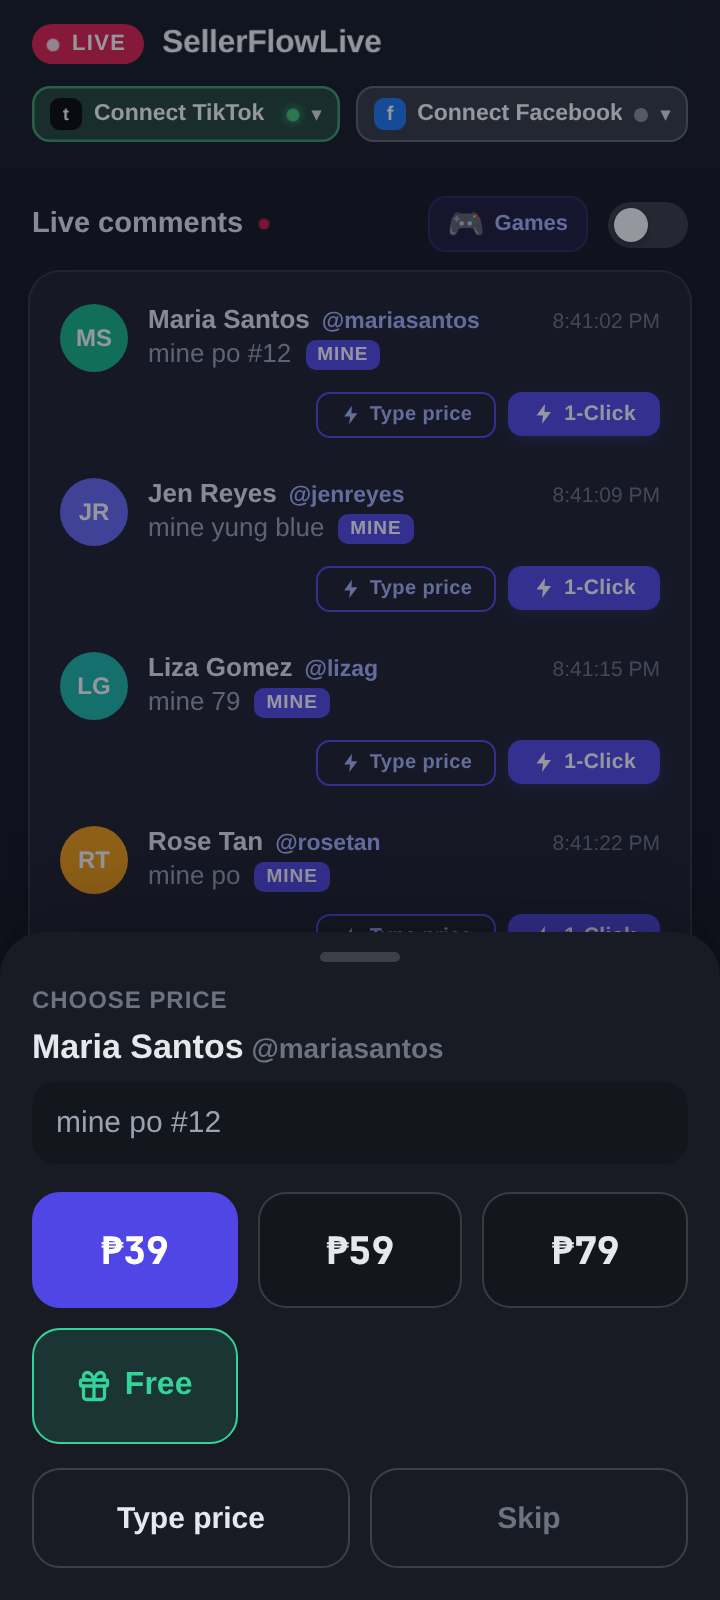 LIVE SellerFlowLive
t Connect TikTok ▾ f Connect Facebook ▾
Live comments Games
MS Maria Santos @mariasantos 8:41:02 PM
mine po #12 MINE
Type price 1-Click
JR Jen Reyes @jenreyes 8:41:09 PM
mine yung blue MINE
Type price 1-Click
LG Liza Gomez @lizag 8:41:15 PM
mine 79 MINE
Type price 1-Click
RT Rose Tan @rosetan 8:41:22 PM
mine po MINE
Type price 1-Click
CHOOSE PRICE
Maria Santos @mariasantos
mine po #12
₱39 ₱59 ₱79
Free
Type price Skip